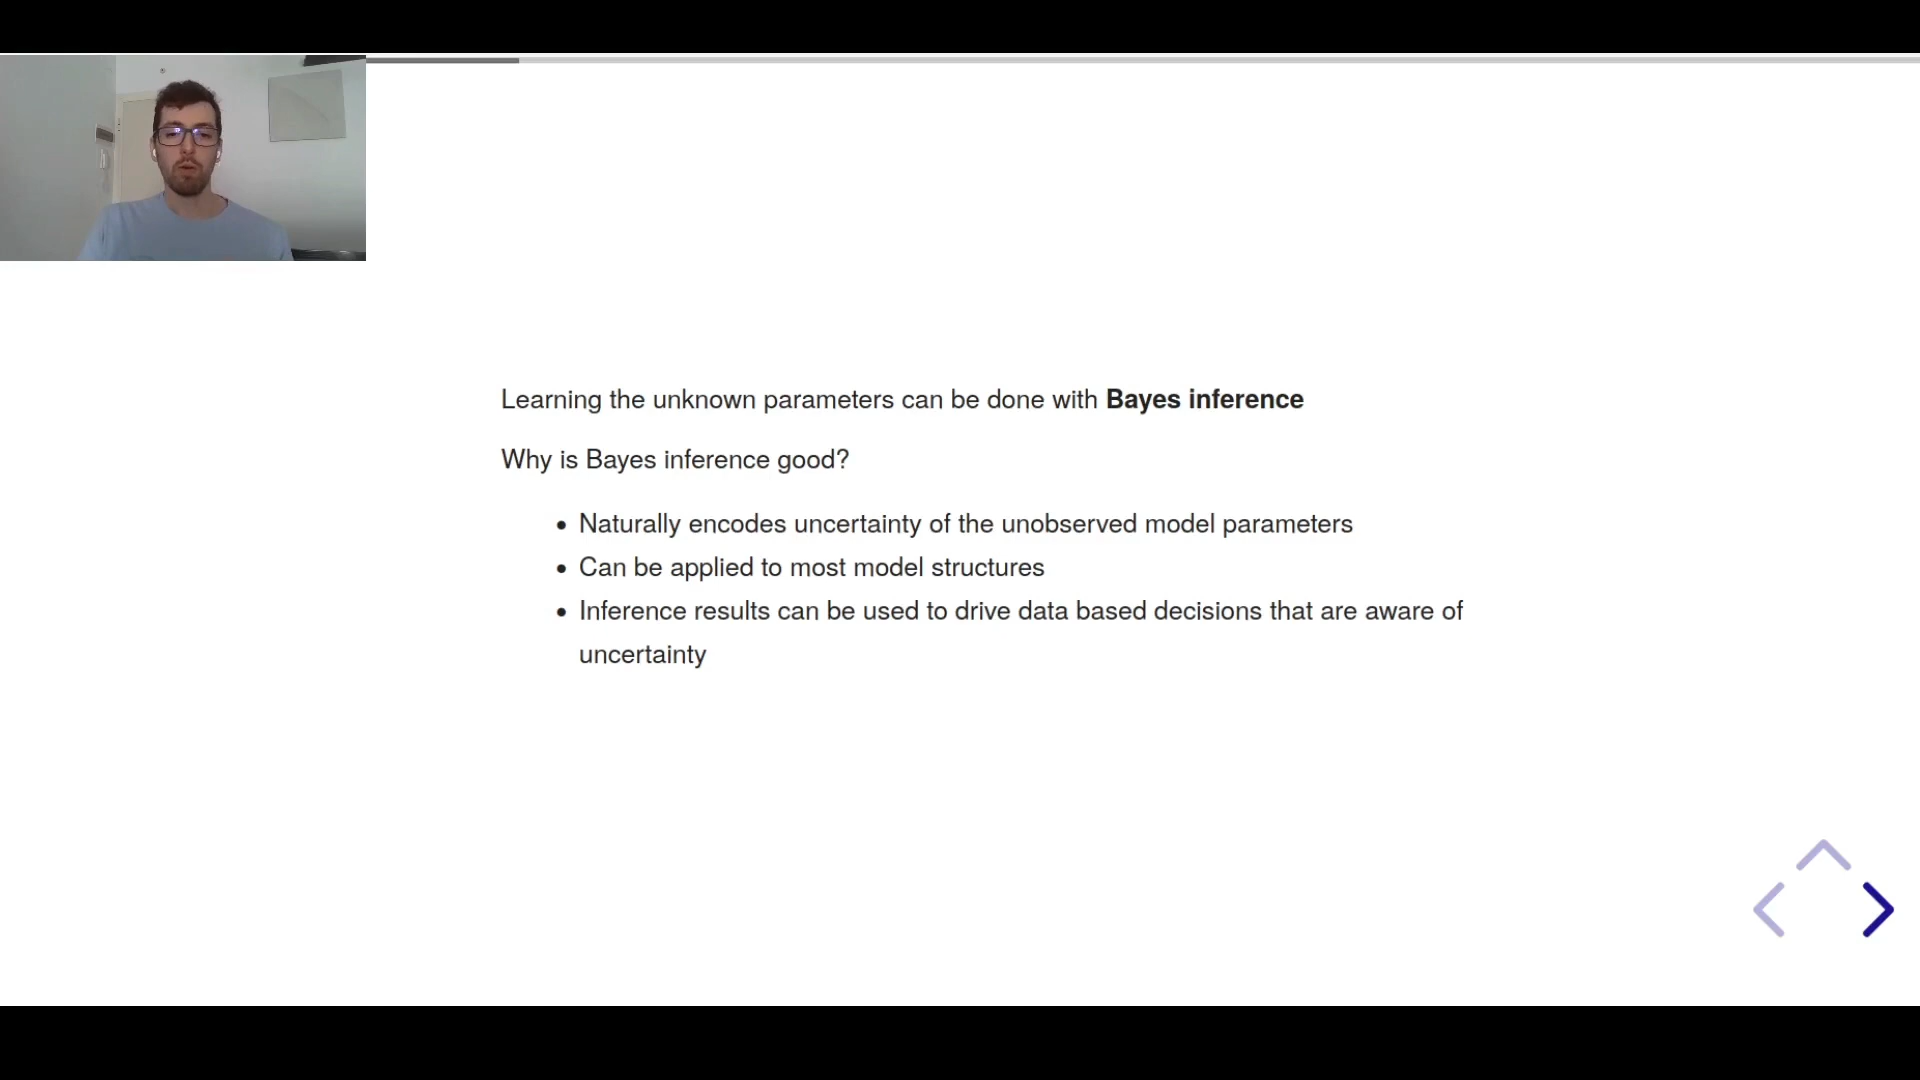 Learning the unknown parameters can be done with Bayes inference
Why is Bayes inference good?
• Naturally encodes uncertainty of the unobserved model parameters
• Can be applied to most model structures
• Inference results can be used to drive data based decisions that are aware of
uncertainty